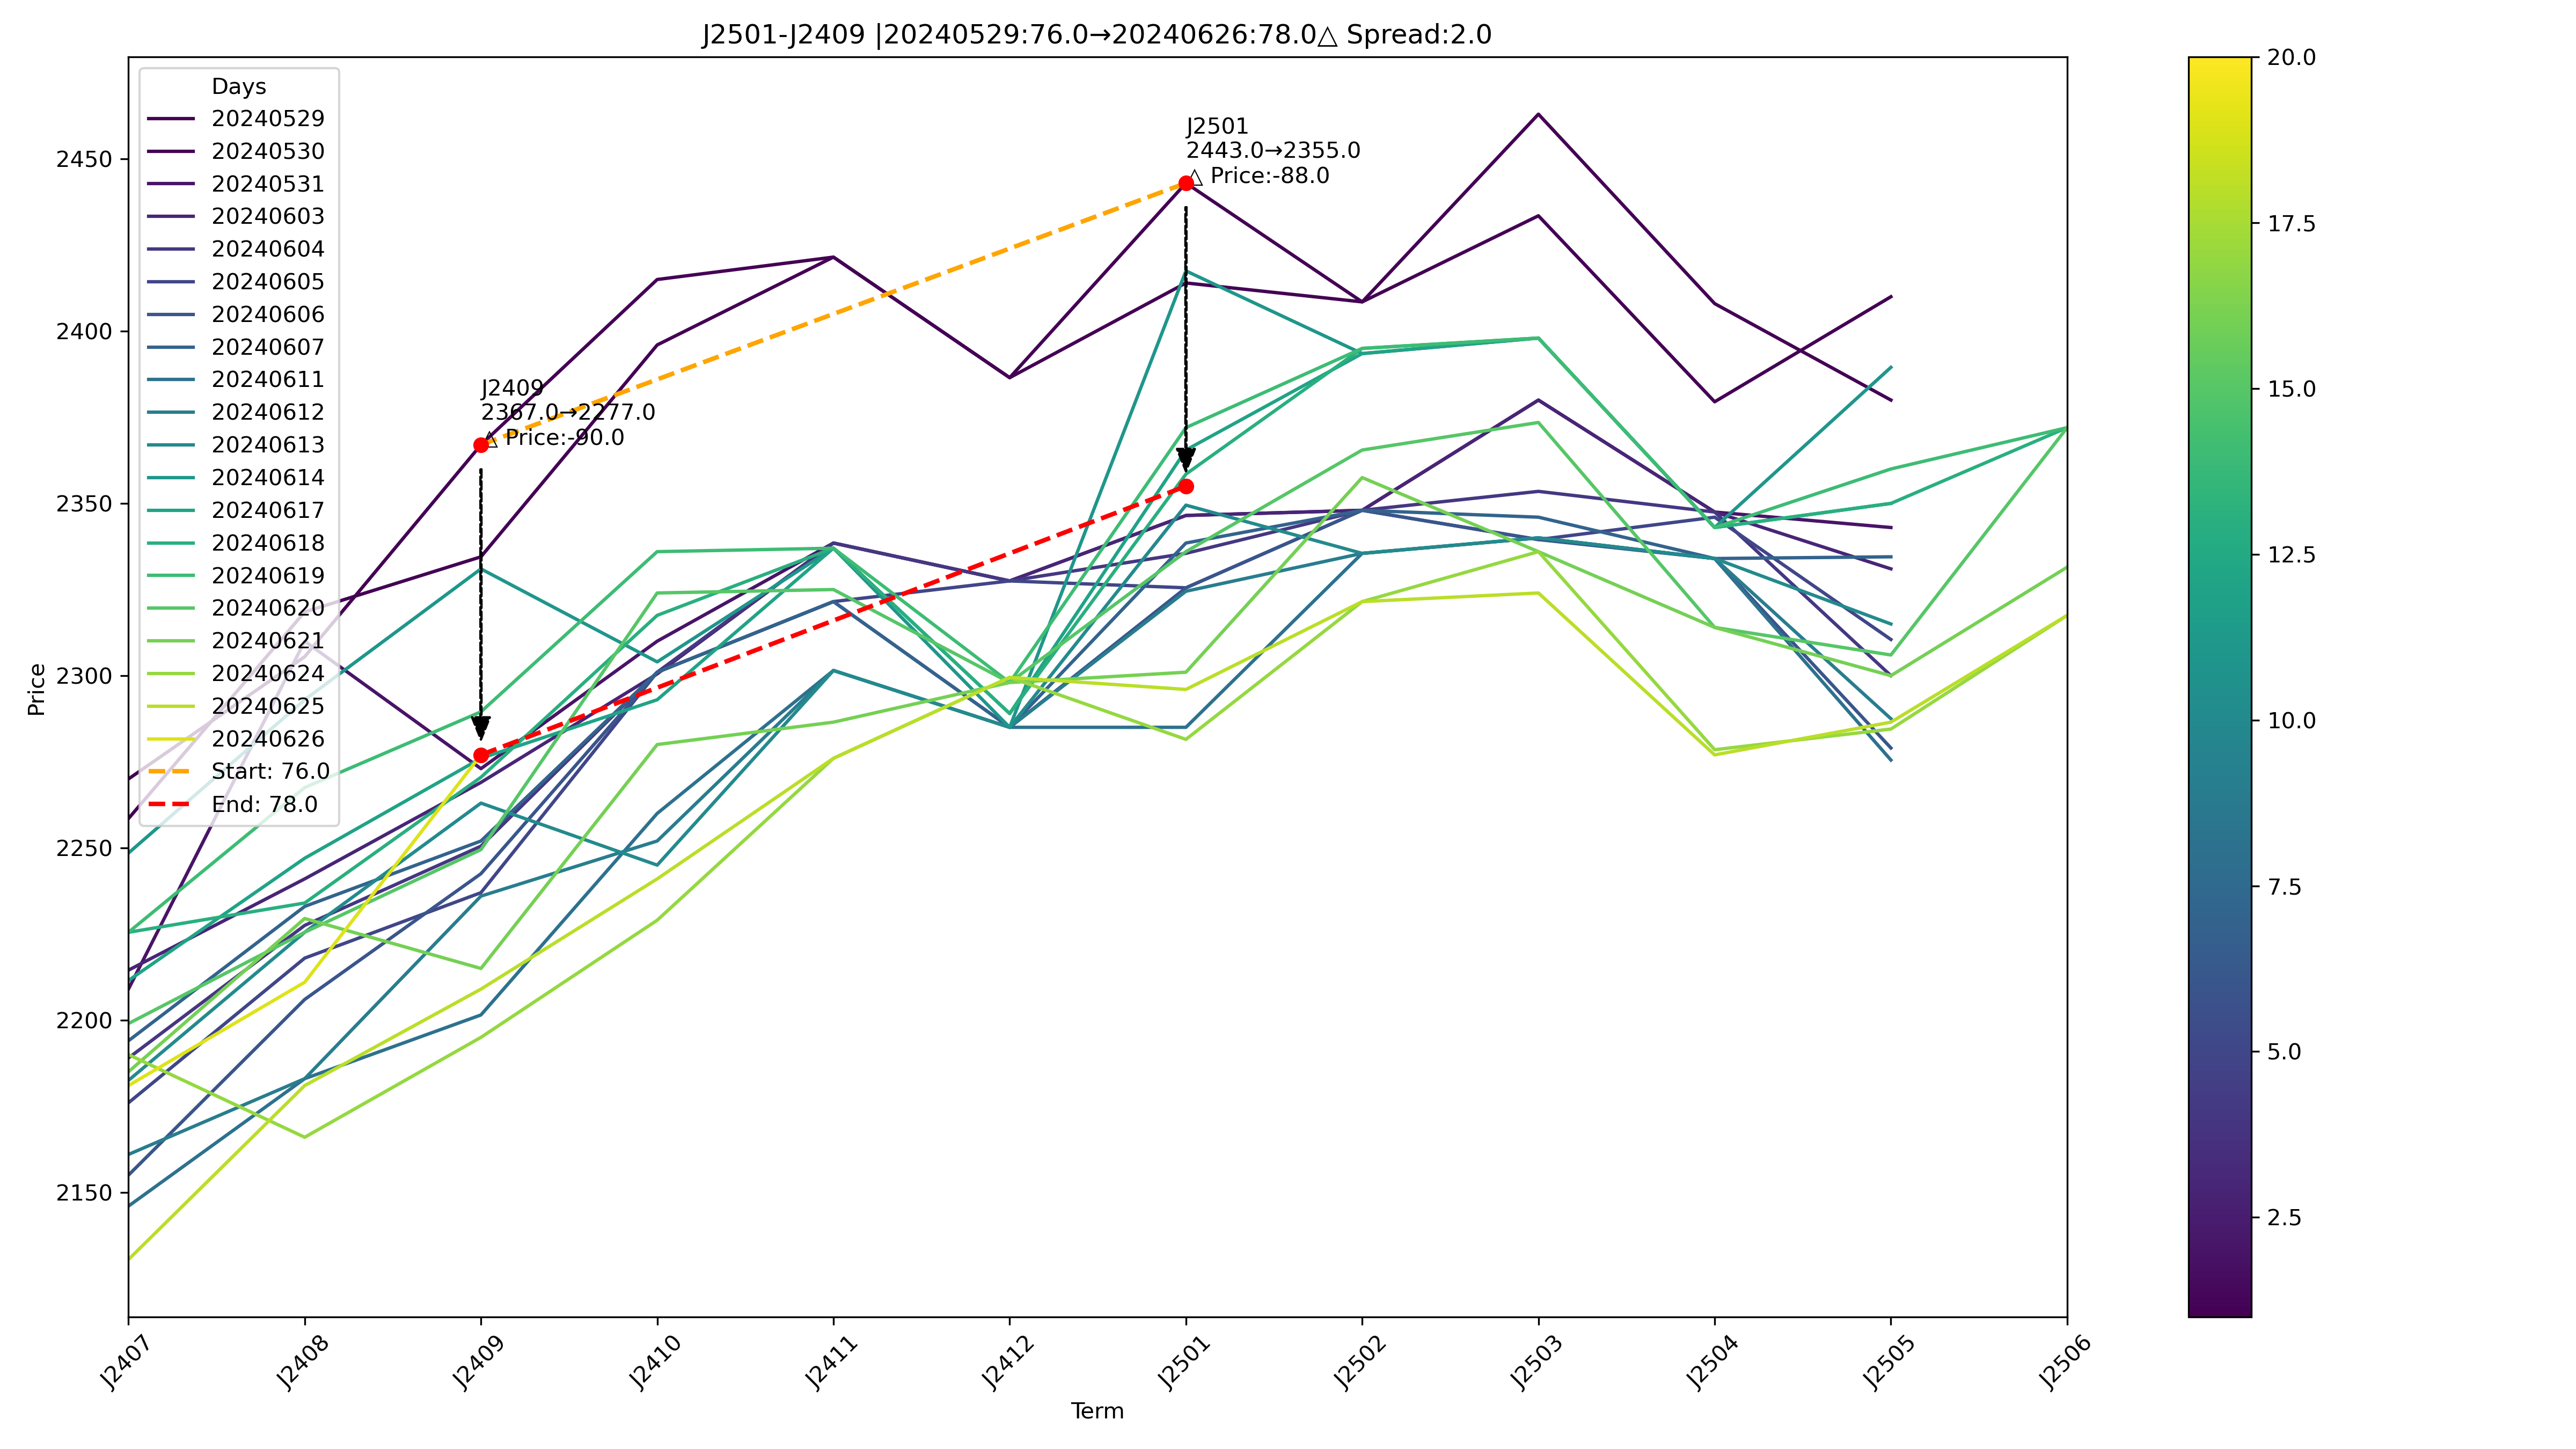 J2501-J2409 |20240529:76.0→20240626:78.0△ Spread:2.0
Days
20240529
20240530
20240531
20240603
20240604
20240605
20240606
20240607
20240611
20240612
20240613
20240614
20240617
20240618
20240619
20240620
20240621
20240624
20240625
20240626
Start: 76.0
End: 78.0
J2409
2367.0→2277.0
△ Price:-90.0
J2501
2443.0→2355.0
△ Price:-88.0
Price
2450
2400
2350
2300
2250
2200
2150
J2407
J2408
J2409
J2410
J2411
J2412
J2501
J2502
J2503
J2504
J2505
J2506
Term
20.0
17.5
15.0
12.5
10.0
7.5
5.0
2.5